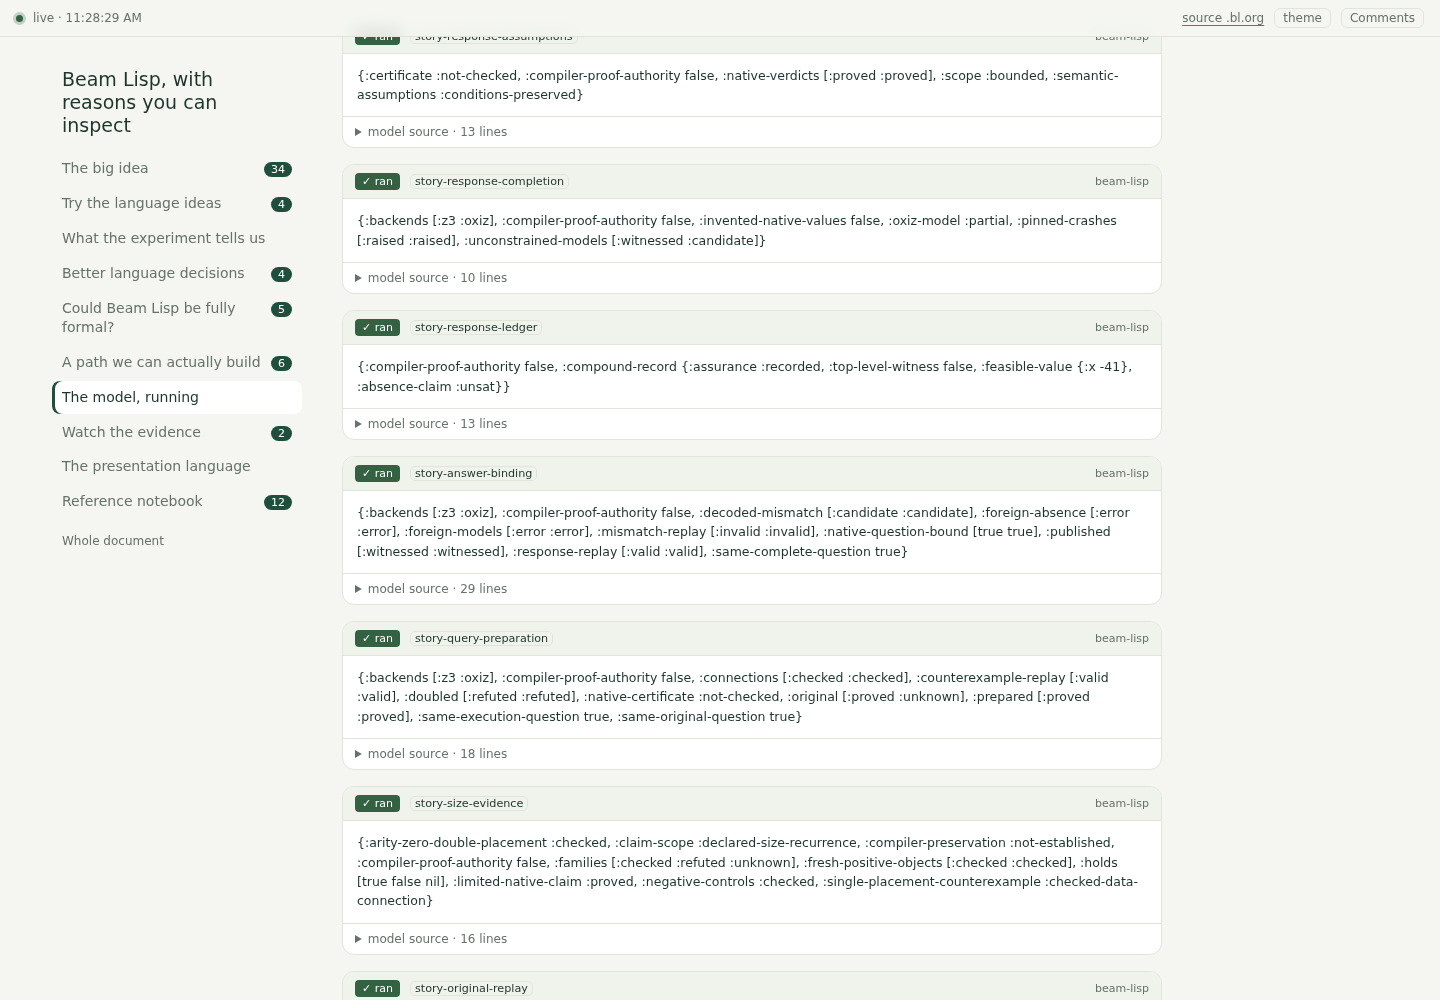 live · 11:28:29 AM
source .bl.org
theme
Comments
Beam Lisp, with
reasons you can
inspect
The big idea 34
Try the language ideas 4
What the experiment tells us
Better language decisions 4
Could Beam Lisp be fully 5
formal?
A path we can actually build 6
The model, running
Watch the evidence 2
The presentation language
Reference notebook 12
Whole document
✓ ran story-response-assumptions beam-lisp
{:certificate :not-checked, :compiler-proof-authority false, :native-verdicts [:proved :proved], :scope :bounded, :semantic-
assumptions :conditions-preserved}
▶ model source · 13 lines
✓ ran story-response-completion beam-lisp
{:backends [:z3 :oxiz], :compiler-proof-authority false, :invented-native-values false, :oxiz-model :partial, :pinned-crashes
[:raised :raised], :unconstrained-models [:witnessed :candidate]}
▶ model source · 10 lines
✓ ran story-response-ledger beam-lisp
{:compiler-proof-authority false, :compound-record {:assurance :recorded, :top-level-witness false, :feasible-value {:x -41},
:absence-claim :unsat}}
▶ model source · 13 lines
✓ ran story-answer-binding beam-lisp
{:backends [:z3 :oxiz], :compiler-proof-authority false, :decoded-mismatch [:candidate :candidate], :foreign-absence [:error
:error], :foreign-models [:error :error], :mismatch-replay [:invalid :invalid], :native-question-bound [true true], :published
[:witnessed :witnessed], :response-replay [:valid :valid], :same-complete-question true}
▶ model source · 29 lines
✓ ran story-query-preparation beam-lisp
{:backends [:z3 :oxiz], :compiler-proof-authority false, :connections [:checked :checked], :counterexample-replay [:valid
:valid], :doubled [:refuted :refuted], :native-certificate :not-checked, :original [:proved :unknown], :prepared [:proved
:proved], :same-execution-question true, :same-original-question true}
▶ model source · 18 lines
✓ ran story-size-evidence beam-lisp
{:arity-zero-double-placement :checked, :claim-scope :declared-size-recurrence, :compiler-preservation :not-established,
:compiler-proof-authority false, :families [:checked :refuted :unknown], :fresh-positive-objects [:checked :checked], :holds
[true false nil], :limited-native-claim :proved, :negative-controls :checked, :single-placement-counterexample :checked-data-
connection}
▶ model source · 16 lines
✓ ran story-original-replay beam-lisp